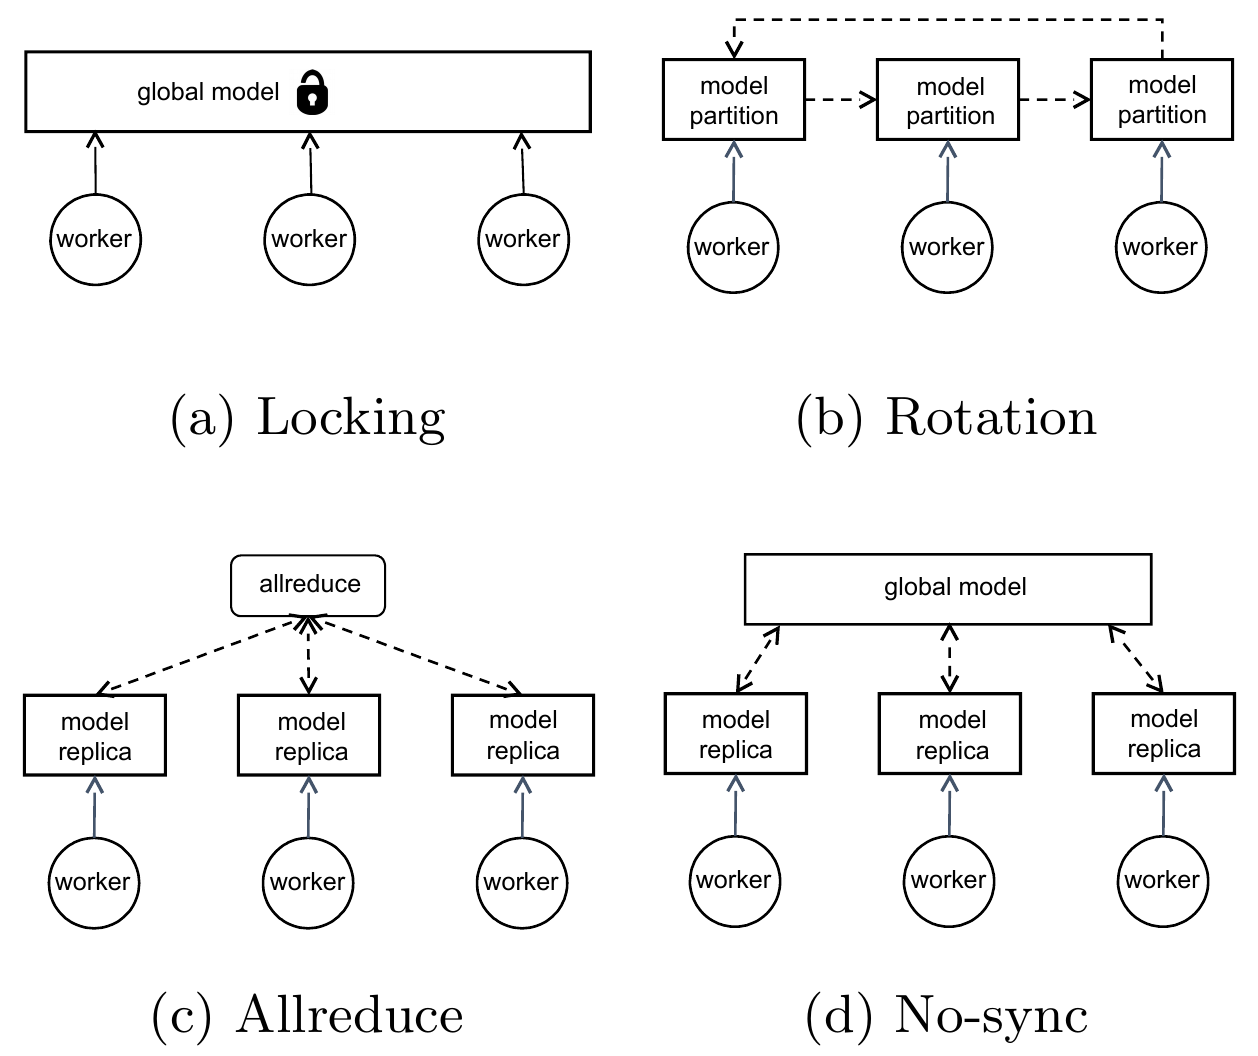 global model
worker
worker
worker
(a) Locking
model
partition
model
partition
model
partition
worker
worker
worker
(b) Rotation
allreduce
model
replica
model
replica
model
replica
worker
worker
worker
(c) Allreduce
global model
model
replica
model
replica
model
replica
worker
worker
worker
(d) No-sync